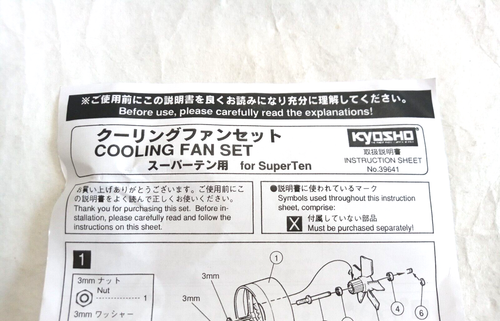 ※ご使用前にこの説明書を良くお読みになり充分に理解してください。
Before use, please carefully read the explanations!
クーリングファンセット
COOLING FAN SET
スーパーテン用 for SuperTen
KYOSHO
取扱説明書
INSTRUCTION SHEET
No.39641
お買い上げありがとうございます。ご使用前にこ
の説明書をよく読んで正しくお使いください。
Thank you for purchasing this set. Before in-
stallation, please carefully read and follow the
instructions on this sheet.
●説明書に使われているマーク
Symbols used throughout this instruction
sheet, comprise:
X 付属していない部品
Must be purchased separately!
1
3mm ナット
Nut
1
3mm ワッシャー
3mm
3mm
1
4
6